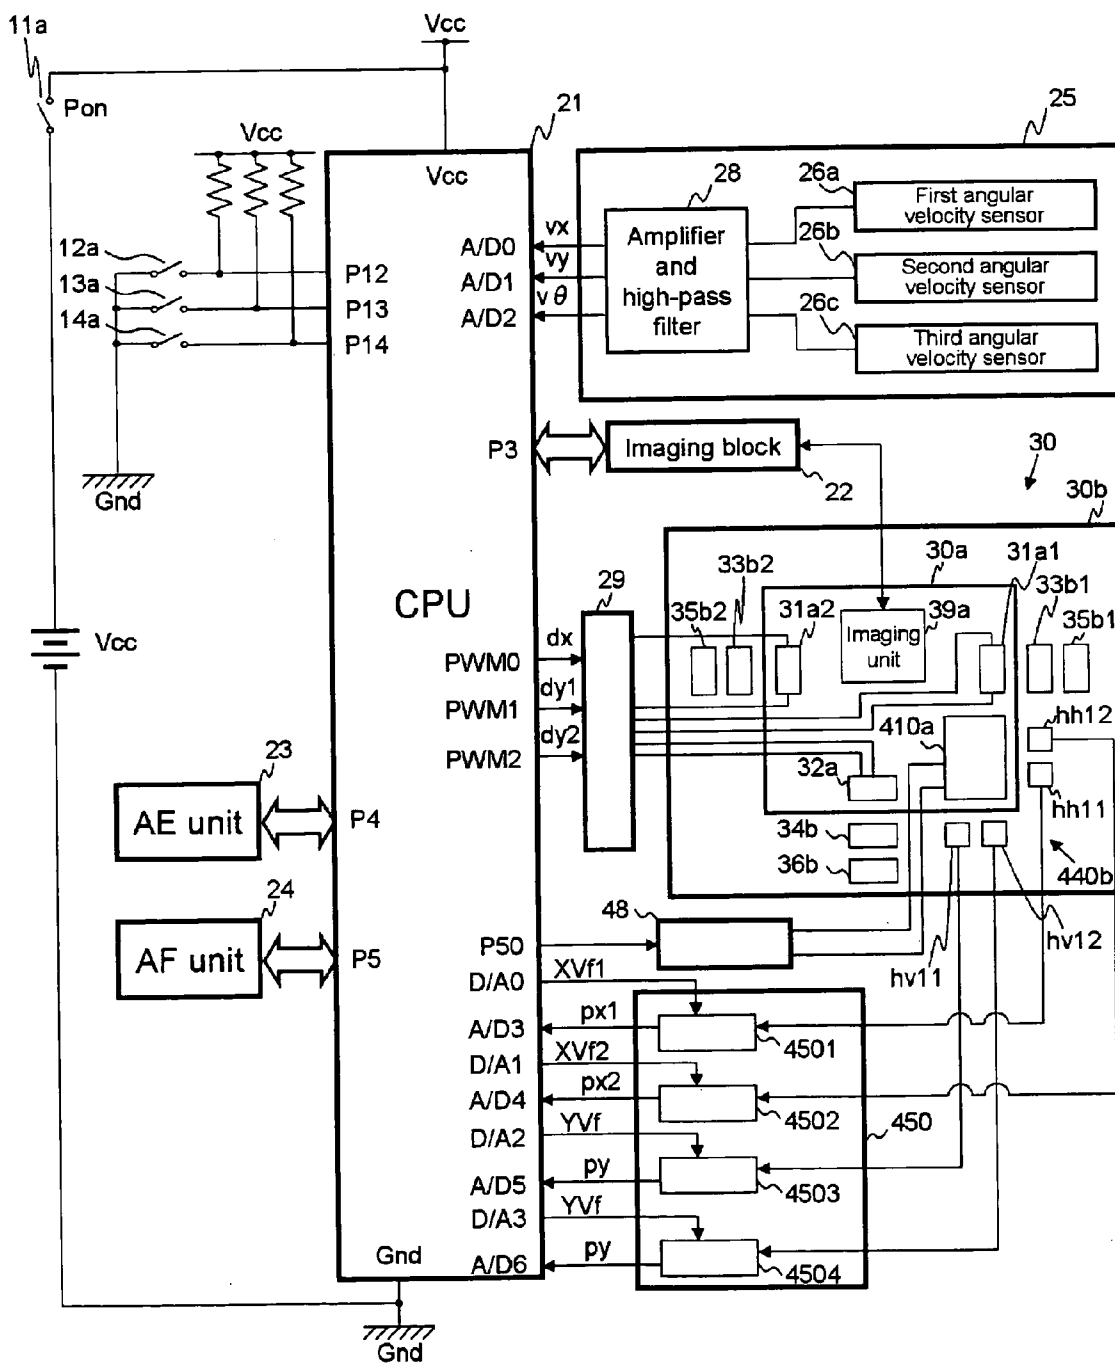 11a
Vcc
Pon
21
25
Vcc
Vcc
28
26a
First angular
velocity sensor
vx
A/D0
Amplifier
and
high-pass
filter
26b
12a
P12
vy
A/D1
Second angular
velocity sensor
13a
P13
v θ
A/D2
26c
14a
P14
Third angular
velocity sensor
P3
Imaging block
30
Gnd
22
30b
30a
31a1
33b2
33b1
CPU
29
35b2
31a2
39a
35b1
Imaging
unit
Vcc
dx
PWM0
dy1
PWM1
410a
hh12
dy2
PWM2
23
32a
AE unit
P4
hh11
34b
36b
440b
24
48
AF unit
P5
P50
hv12
hv11
D/A0
XVf1
A/D3
px1
4501
D/A1
XVf2
A/D4
px2
4502
450
D/A2
YVf
A/D5
py
4503
D/A3
YVf
Gnd
A/D6
py
4504
Gnd